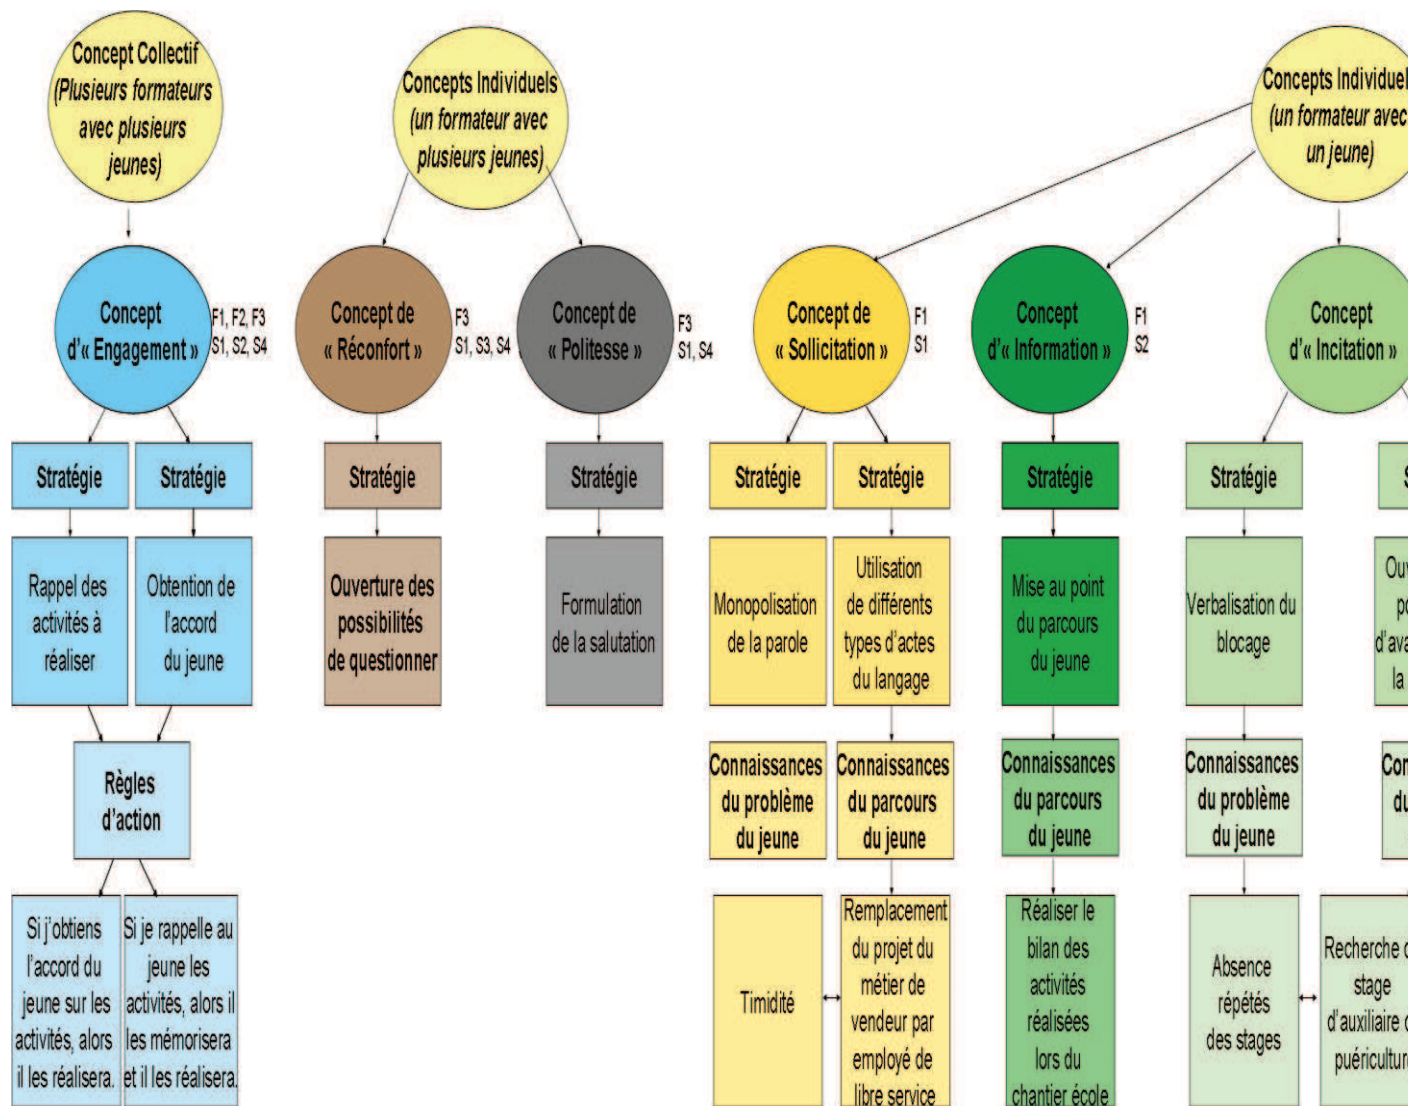 Concept Collectif
(Plusieurs formateurs
avec plusieurs
jeunes)
Concepts Individuels
(un formateur avec
plusieurs jeunes)
Concepts Individuel
(un formateur avec
un jeune)
Concept
d'« Engagement »
F1, F2, F3
S1, S2, S4
Concept de
« Réconfort »
F3
S1, S3, S4
Concept de
« Politesse »
F3
S1, S4
Concept de
« Sollicitation »
F1
S1
Concept
d'« Information »
F1
S2
Concept
d'« Incitation »
Stratégie
Stratégie
Stratégie
Stratégie
Stratégie
Stratégie
Stratégie
Stratégie
Rappel des
activités à
réaliser
Obtention de
l'accord
du jeune
Ouverture des
possibilités
de questionner
Formulation
de la salutation
Monopolisation
de la parole
Utilisation
de différents
types d'actes
du langage
Mise au point
du parcours
du jeune
Verbalisation du
blocage
la
Règles
d'action
Connaissances
du problème
du jeune
Connaissances
du parcours
du jeune
Connaissances
du parcours
du jeune
Connaissances
du problème
du jeune
Si j'obtiens
l'accord du
jeune sur les
activités, alors
il les réalisera.
Si je rappelle au
jeune les
activités, alors il
les mémorisera
et il les réalisera.
Timidité
Remplacement
du projet du
métier de
vendeur par
employé de
libre service
Réaliser le
bilan des
activités
réalisées
lors du
chantier école
Absence
répétés
des stages
Recherche
stage
d'auxiliaire
puériculture